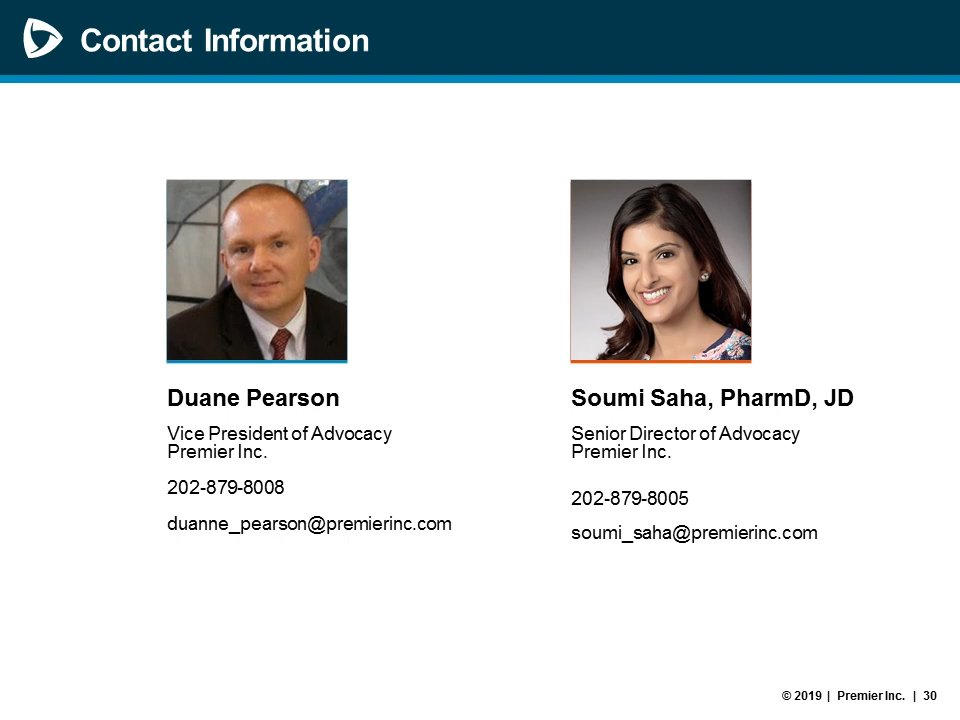 Contact Information
Duane Pearson
Vice President of Advocacy
Premier Inc.
202-879-8008
duanne_pearson@premierinc.com
Soumi Saha, PharmD, JD
Senior Director of Advocacy
Premier Inc.
202-879-8005
soumi_saha@premierinc.com
© 2019 | Premier Inc. | 30